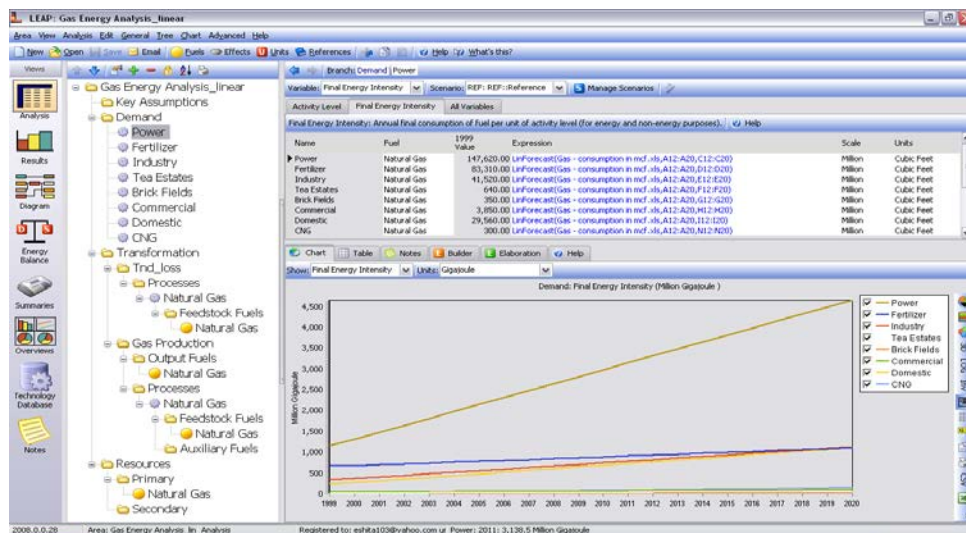 LEAP: Gas Energy Analysis_linear
Area View Analysis Edit General Tree Chart Advanced Help
New Open Save Email Fuels Effects Units References Help What's this?
Views
Analysis
Results
Diagram
Energy Balance
Summaries
Overviews
Technology Database
Notes
Gas Energy Analysis_linear
Key Assumptions
Demand
Power
Fertilizer
Industry
Tea Estates
Brick Fields
Commercial
Domestic
CNG
Transformation
Tnd_loss
Processes
Natural Gas
Feedstock Fuels
Natural Gas
Gas Production
Output Fuels
Natural Gas
Processes
Natural Gas
Feedstock Fuels
Natural Gas
Auxiliary Fuels
Resources
Primary
Natural Gas
Secondary
Branch: Demand | Power
Variable: Final Energy Intensity Scenario: REF: REF::Reference Manage Scenarios
Activity Level Final Energy Intensity All Variables
Final Energy Intensity: Annual final consumption of fuel per unit of activity level (for energy and non-energy purposes). Help
Name Fuel 1999 Value Expression Scale Units
Power Natural Gas 147,620.00 LinForecast(Gas - consumption in mcf.xls,A12:A20,C12:C20) Million Cubic Feet
Fertilizer Natural Gas 83,310.00 LinForecast(Gas - consumption in mcf.xls,A12:A20,D12:D20) Million Cubic Feet
Industry Natural Gas 41,520.00 LinForecast(Gas - consumption in mcf.xls,A12:A20,E12:E20) Million Cubic Feet
Tea Estates Natural Gas 640.00 LinForecast(Gas - consumption in mcf.xls,A12:A20,F12:F20) Million Cubic Feet
Brick Fields Natural Gas 350.00 LinForecast(Gas - consumption in mcf.xls,A12:A20,G12:G20) Million Cubic Feet
Commercial Natural Gas 3,850.00 LinForecast(Gas - consumption in mcf.xls,A12:A20,H12:H20) Million Cubic Feet
Domestic Natural Gas 29,560.00 LinForecast(Gas - consumption in mcf.xls,A12:A20,I12:I20) Million Cubic Feet
CNG Natural Gas 300.00 LinForecast(Gas - consumption in mcf.xls,A12:A20,N12:N20) Million Cubic Feet
Chart Table Notes Builder Elaboration Help
Show: Final Energy Intensity Units: Gigajoule
Demand: Final Energy Intensity (Million Gigajoule )
Million Gigajoule
4,500
4,000
3,500
3,000
2,500
2,000
1,500
1,000
500
0
1999 2000 2001 2002 2003 2004 2005 2006 2007 2008 2009 2010 2011 2012 2013 2014 2015 2016 2017 2018 2019 2020
Power
Fertilizer
Industry
Tea Estates
Brick Fields
Commercial
Domestic
CNG
2008.0.0.28 Area: Gas Energy Analysis_lin_Analysis Registered to: eshita103@yahoo.com ur Power: 2011: 3,138.5 Million Gigajoule